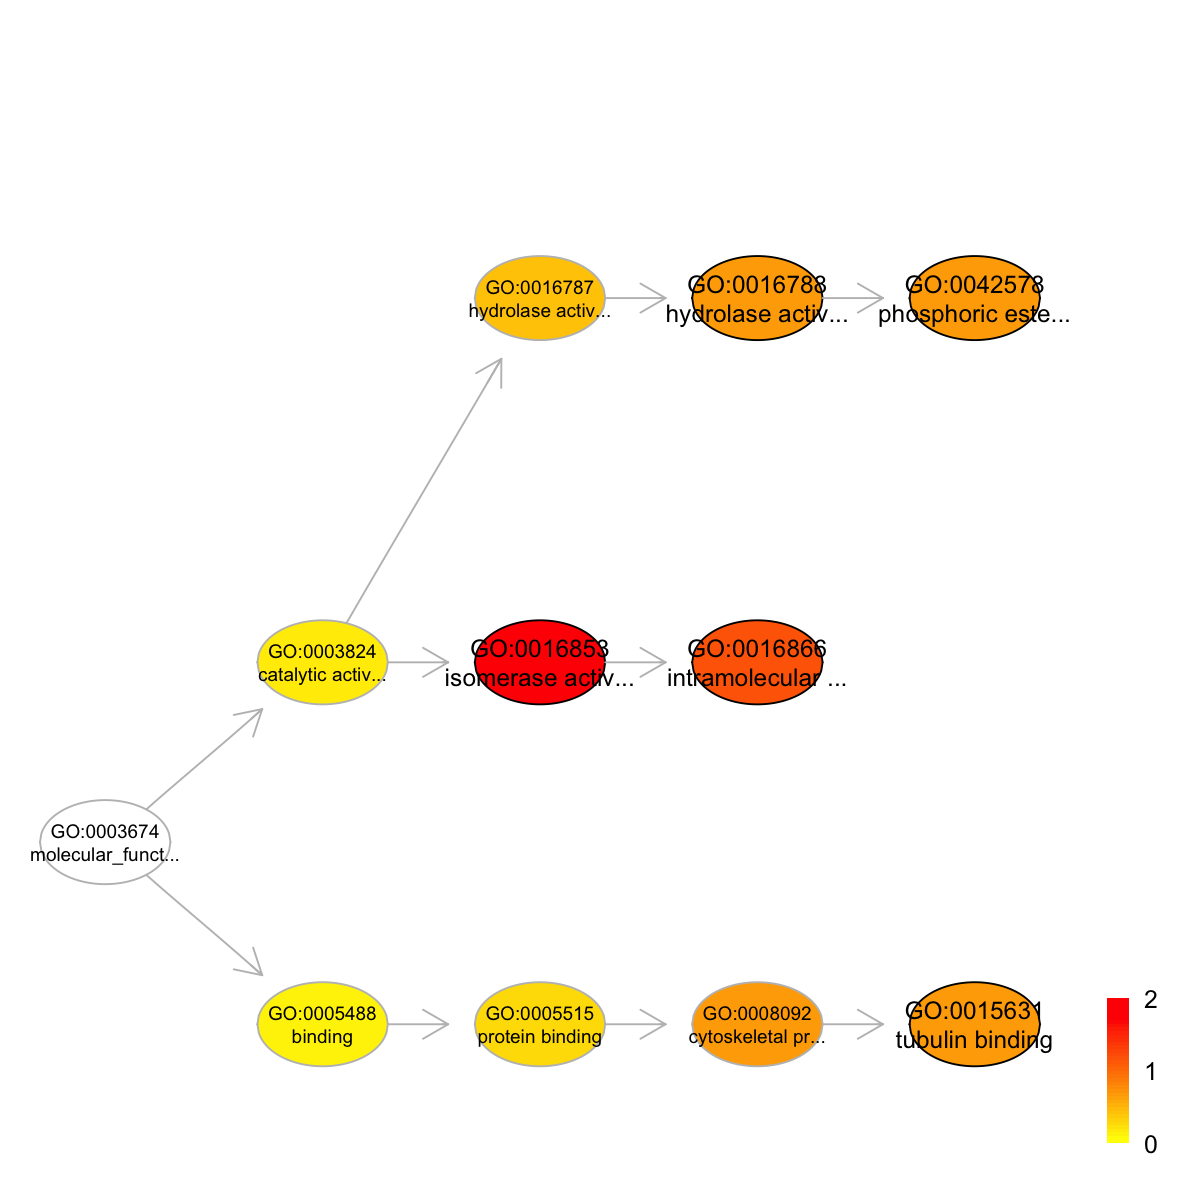 GO:0016787
hydrolase activ...
GO:0016788
hydrolase activ...
GO:0042578
phosphoric este...
GO:0003824
catalytic activ...
GO:0016853
isomerase activ...
GO:0016866
intramolecular ...
GO:0003674
molecular_funct...
GO:0005488
binding
GO:0005515
protein binding
GO:0008092
cytoskeletal pr...
GO:0015631
tubulin binding
2
1
0